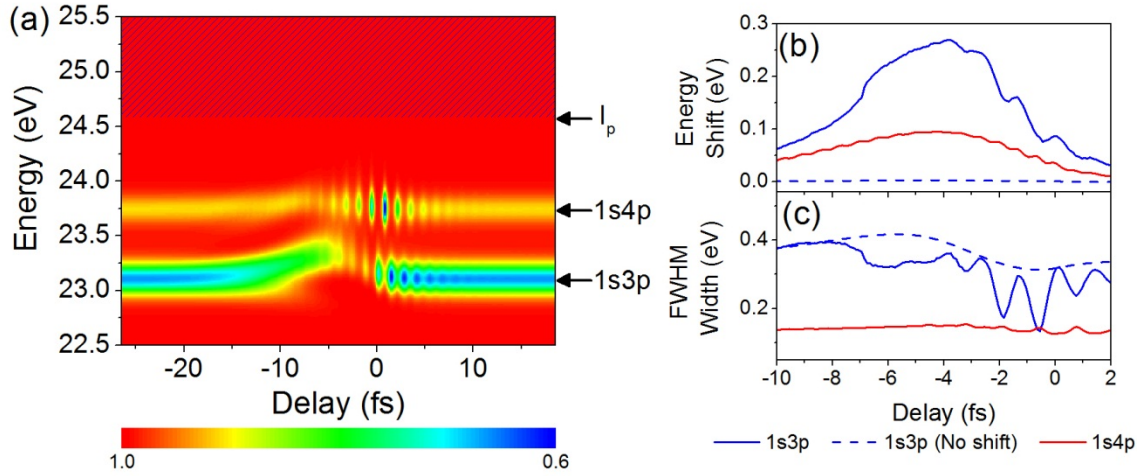 (a)
25.5
25.0
24.5
24.0
23.5
23.0
22.5
Energy (eV)
-20 -10 0 10
Delay (fs)
Iₚ
1s4p
1s3p
1.0 0.6
(b)
0.3
0.2
0.1
0.0
Energy
Shift (eV)
(c)
0.4
0.2
FWHM
Width (eV)
-10 -8 -6 -4 -2 0 2
Delay (fs)
1s3p 1s3p (No shift) 1s4p